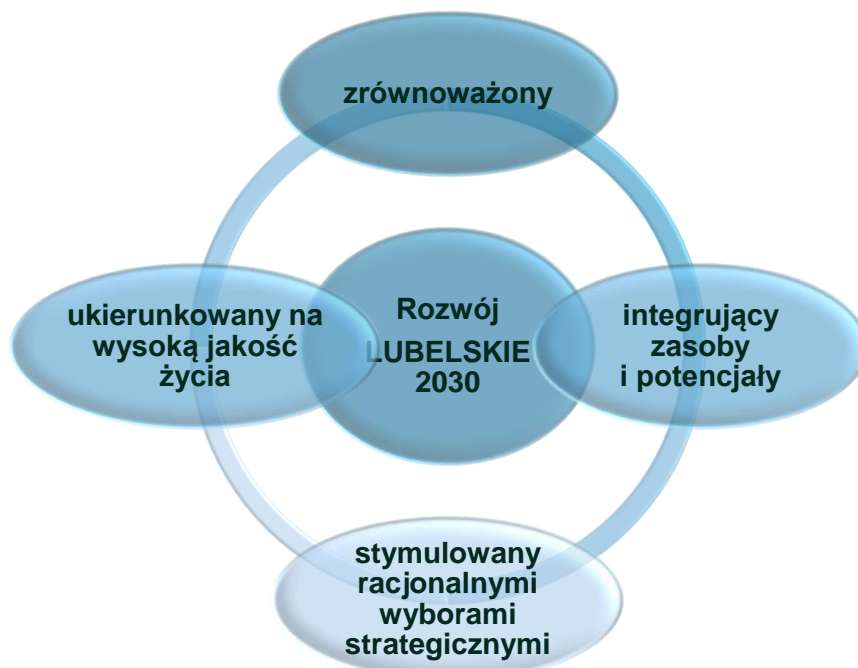 zrównoważony
ukierunkowany na
wysoką jakość
życia
Rozwój
LUBELSKIE
2030
integrujący
zasoby
i potencjały
stymulowany
racjonalnymi
wyborami
strategicznymi